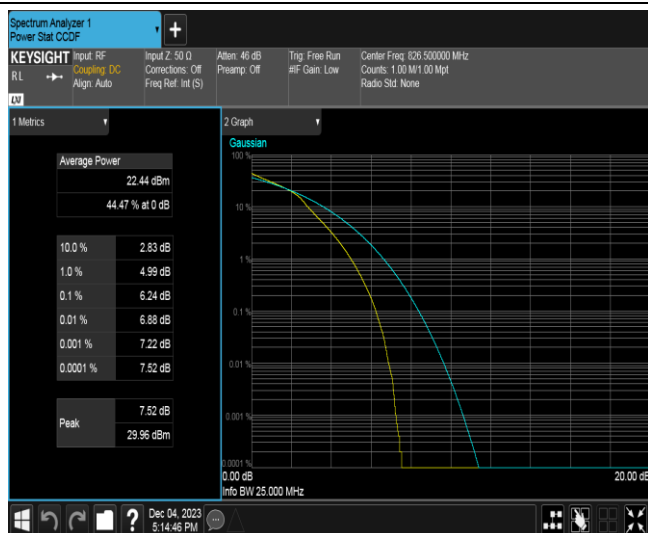 Spectrum Analyzer 1
Power Stat CCDF
+
KEYSIGHT
RL
LXI
Input: RF
Coupling: DC
Align: Auto
Input Z: 50 Ω
Corrections: Off
Freq Ref: Int (S)
Atten: 46 dB
Preamp: Off
Trig: Free Run
#IF Gain: Low
Center Freq: 826.500000 MHz
Counts: 1.00 M/1.00 Mpt
Radio Std: None
1 Metrics
Average Power
22.44 dBm
44.47 % at 0 dB
10.0 % 2.83 dB
1.0 % 4.99 dB
0.1 % 6.24 dB
0.01 % 6.88 dB
0.001 % 7.22 dB
0.0001 % 7.52 dB
Peak
7.52 dB
29.96 dBm
2 Graph
Gaussian
100 %
10 %
1 %
0.1 %
0.01 %
0.001 %
0.0001 %
0.00 dB 20.00 dB
Info BW 25.000 MHz
?
Dec 04, 2023
5:14:46 PM